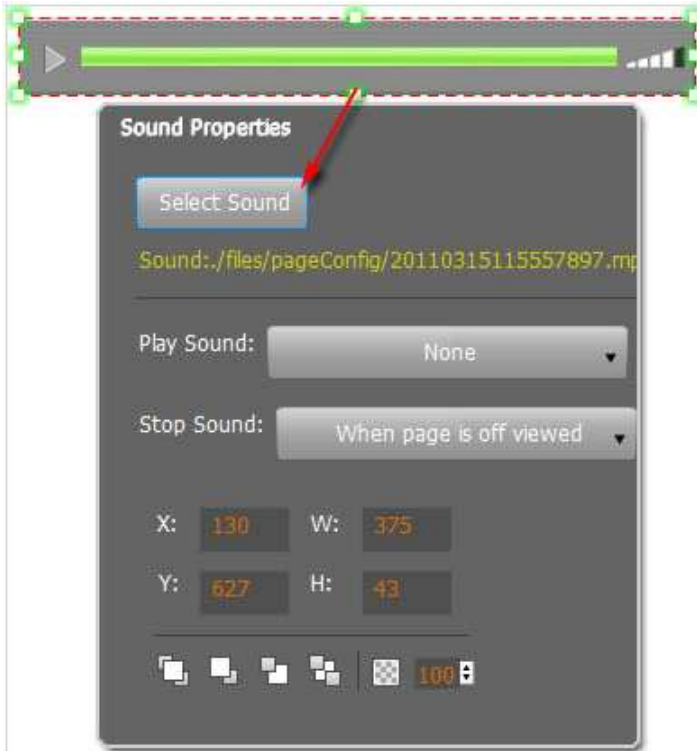 Sound Properties
Select Sound
Sound:./files/pageConfig/20110315115557897.mp
Play Sound: None
Stop Sound: When page is off viewed
X: 130 W: 375
Y: 627 H: 43
100